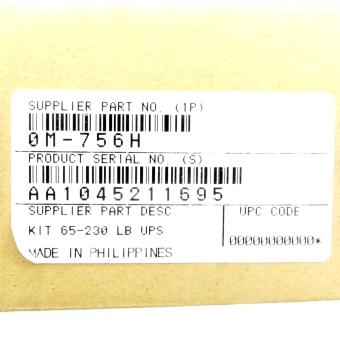 SUPPLIER PART NO. (1P)
0M-756H
PRODUCT SERIAL NO. (S)
AA1045211695
SUPPLIER PART DESC
UPC CODE
KIT 65-230 LB UPS
00000000000*
MADE IN PHILIPPINES